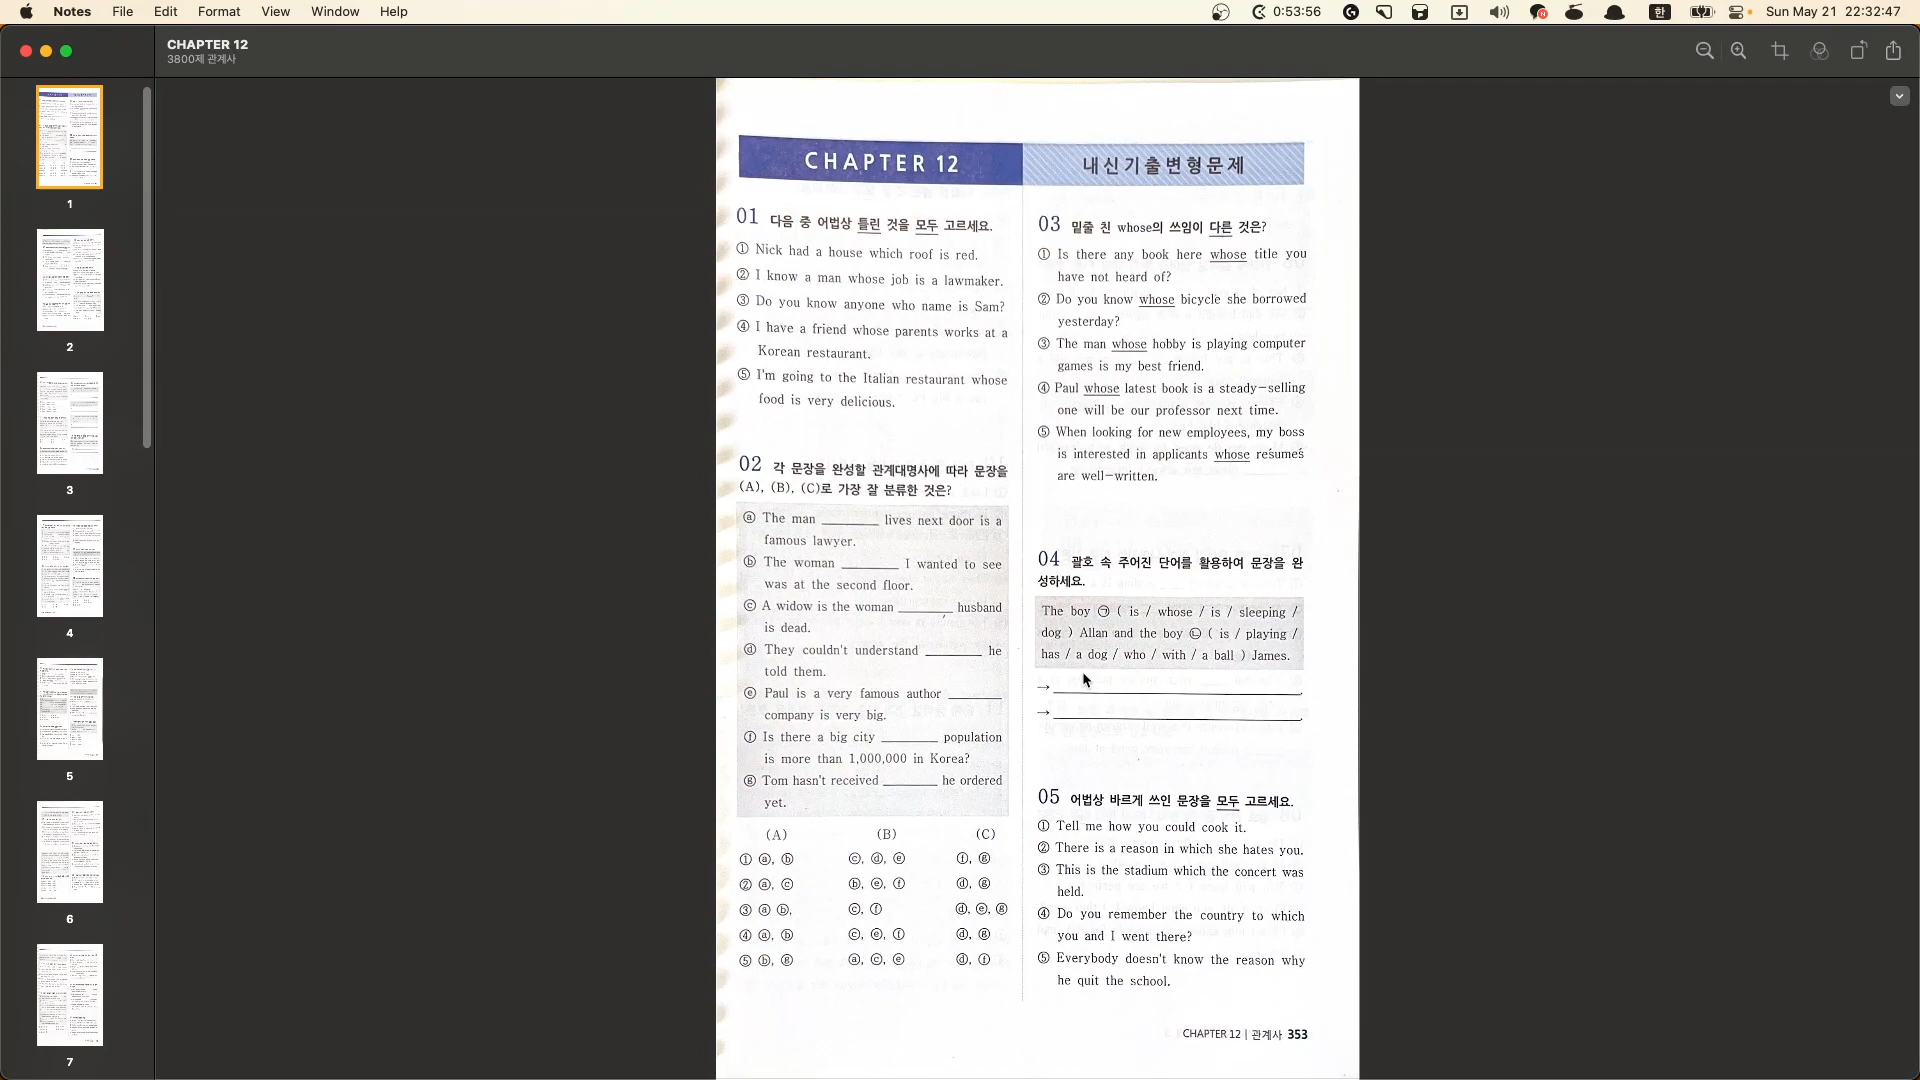 Notes File Edit Format View Window Help
0:53:56
한
Sun May 21 22:32:47
CHAPTER 12
3800제 관계사
1
2
3
4
5
6
7
CHAPTER 12
내신기출변형문제
01 다음 중 어법상 틀린 것을 모두 고르세요.
① Nick had a house which roof is red.
② I know a man whose job is a lawmaker.
③ Do you know anyone who name is Sam?
④ I have a friend whose parents works at a
Korean restaurant.
⑤ I'm going to the Italian restaurant whose
food is very delicious.
02 각 문장을 완성할 관계대명사에 따라 문장을
(A), (B), (C)로 가장 잘 분류한 것은?
ⓐ The man ________ lives next door is a
famous lawyer.
ⓑ The woman ________ I wanted to see
was at the second floor.
ⓒ A widow is the woman ________ husband
is dead.
ⓓ They couldn't understand ________ he
told them.
ⓔ Paul is a very famous author ________
company is very big.
ⓕ Is there a big city ________ population
is more than 1,000,000 in Korea?
ⓖ Tom hasn't received ________ he ordered
yet.
(A) (B) (C)
① ⓐ, ⓑ ⓒ, ⓓ, ⓔ ⓕ, ⓖ
② ⓐ, ⓒ ⓑ, ⓔ, ⓕ ⓓ, ⓖ
③ ⓐ ⓑ, ⓒ, ⓕ ⓓ, ⓔ, ⓖ
④ ⓐ, ⓑ ⓒ, ⓔ, ⓕ ⓓ, ⓖ
⑤ ⓑ, ⓖ ⓐ, ⓒ, ⓔ ⓓ, ⓕ
03 밑줄 친 whose의 쓰임이 다른 것은?
① Is there any book here whose title you
have not heard of?
② Do you know whose bicycle she borrowed
yesterday?
③ The man whose hobby is playing computer
games is my best friend.
④ Paul whose latest book is a steady-selling
one will be our professor next time.
⑤ When looking for new employees, my boss
is interested in applicants whose resumés
are well-written.
04 괄호 속 주어진 단어를 활용하여 문장을 완
성하세요.
The boy ㉠ ( is / whose / is / sleeping /
dog ) Allan and the boy ㉡ ( is / playing /
has / a dog / who / with / a ball ) James.
→ ________________.
→ ________________.
05 어법상 바르게 쓰인 문장을 모두 고르세요.
① Tell me how you could cook it.
② There is a reason in which she hates you.
③ This is the stadium which the concert was
held.
④ Do you remember the country to which
you and I went there?
⑤ Everybody doesn't know the reason why
he quit the school.
CHAPTER 12 | 관계사 353